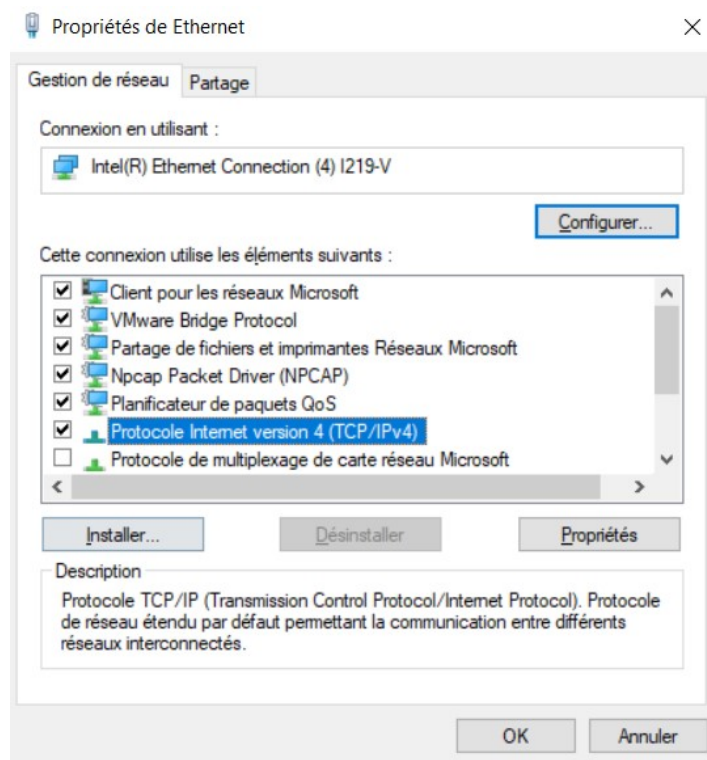 Propriétés de Ethernet
Gestion de réseau Partage
Connexion en utilisant :
Intel(R) Ethernet Connection (4) I219-V
Configurer...
Cette connexion utilise les éléments suivants :
Client pour les réseaux Microsoft
VMware Bridge Protocol
Partage de fichiers et imprimantes Réseaux Microsoft
Npcap Packet Driver (NPCAP)
Planificateur de paquets QoS
Protocole Internet version 4 (TCP/IPv4)
Protocole de multiplexage de carte réseau Microsoft
Installer... Désinstaller Propriétés
Description
Protocole TCP/IP (Transmission Control Protocol/Internet Protocol). Protocole
de réseau étendu par défaut permettant la communication entre différents
réseaux interconnectés.
OK Annuler